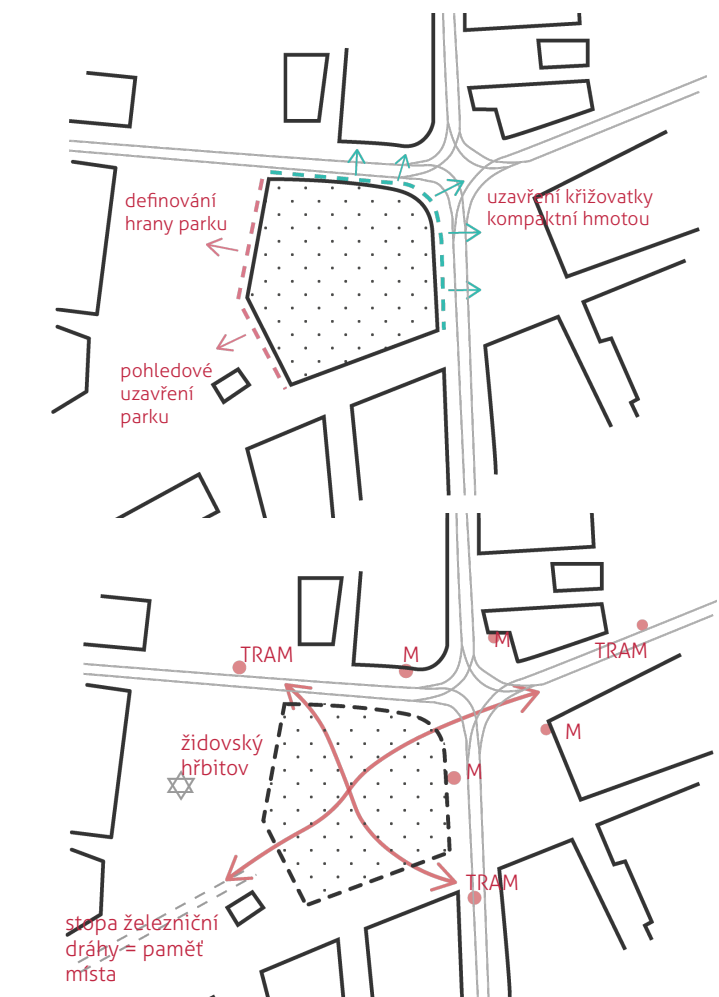 definování
hrany parku
uzavření křižovatky
kompaktní hmotou
pohledové
uzavření
parku
M
TRAM
M
TRAM
M
židovský
hřbitov
M
TRAM
stopa železniční
dráhy = paměť
místa